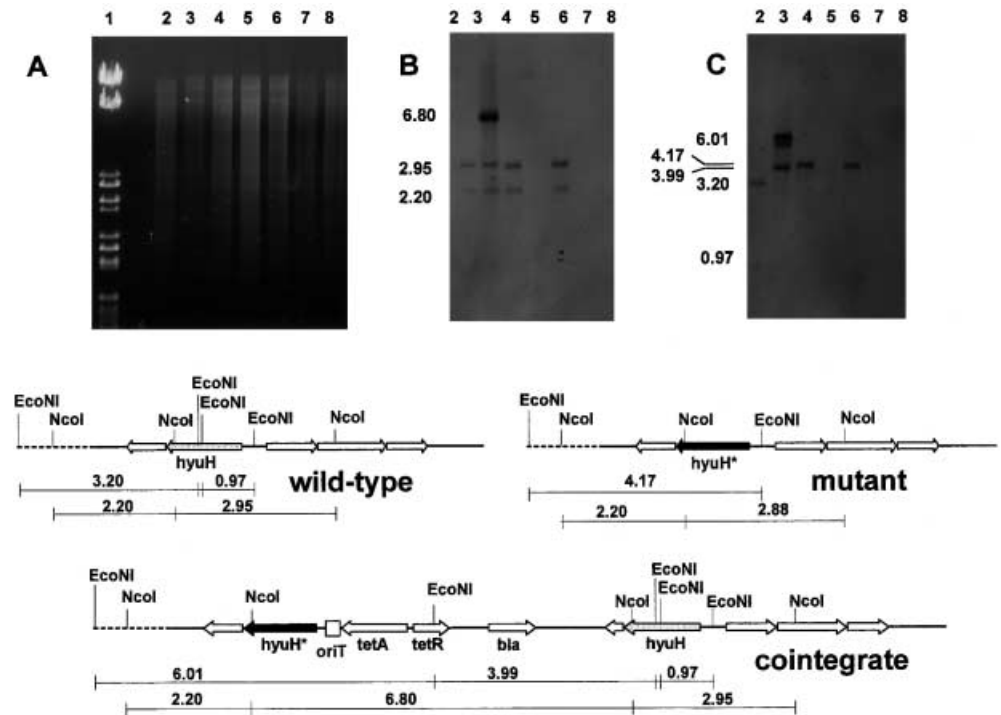 1 2 3 4 5 6 7 8
A
2 3 4 5 6 7 8
B
6.80
2.95
2.20
2 3 4 5 6 7 8
C
6.01
4.17
3.99
3.20
0.97
EcoNI
EcoNI
EcoNI
NcoI
NcoI
EcoNI
NcoI
hyuH
wild-type
3.20 0.97
2.20 2.95
EcoNI
NcoI
NcoI
EcoNI
NcoI
hyuH*
mutant
4.17
2.20 2.88
EcoNI
EcoNI
EcoNI
NcoI
NcoI
EcoNI
NcoI
EcoNI
NcoI
hyuH* oriT tetA tetR bla hyuH
cointegrate
6.01 3.99 0.97
2.20 6.80 2.95